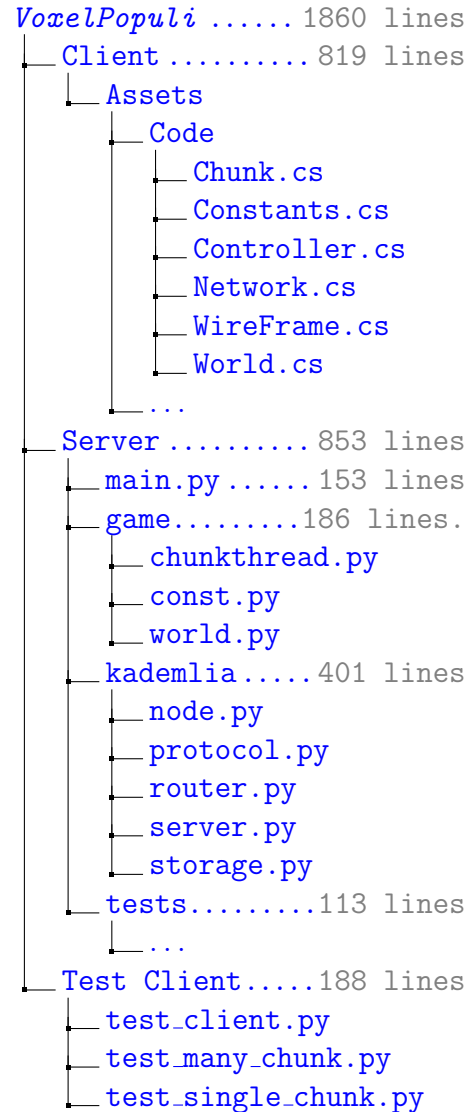 VoxelPopuli ...... 1860 lines
Client .......... 819 lines
Assets
Code
Chunk.cs
Constants.cs
Controller.cs
Network.cs
WireFrame.cs
World.cs
...
Server .......... 853 lines
main.py ...... 153 lines
game.........186 lines.
chunkthread.py
const.py
world.py
kademlia ..... 401 lines
node.py
protocol.py
router.py
server.py
storage.py
tests.........113 lines
...
Test Client.....188 lines
test_client.py
test_many_chunk.py
test_single_chunk.py